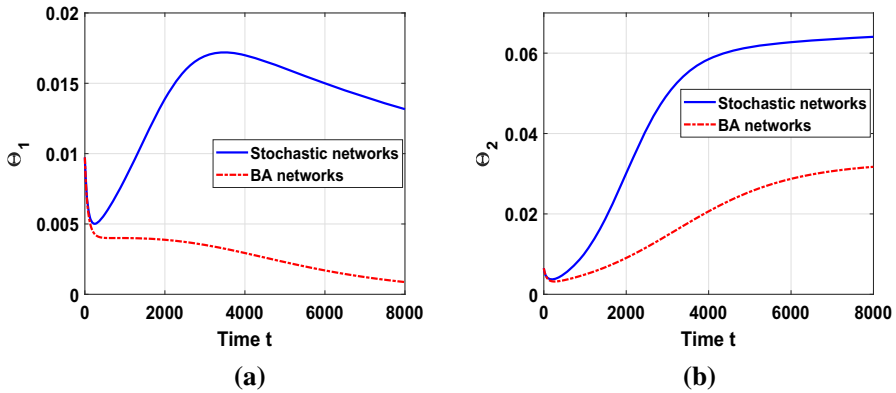 0.02
0.015
0.01
0.005
0
Θ1
Stochastic networks
BA networks
0 2000 4000 6000 8000
Time t
(a)
0.06
0.04
0.02
0
Θ2
Stochastic networks
BA networks
0 2000 4000 6000 8000
Time t
(b)